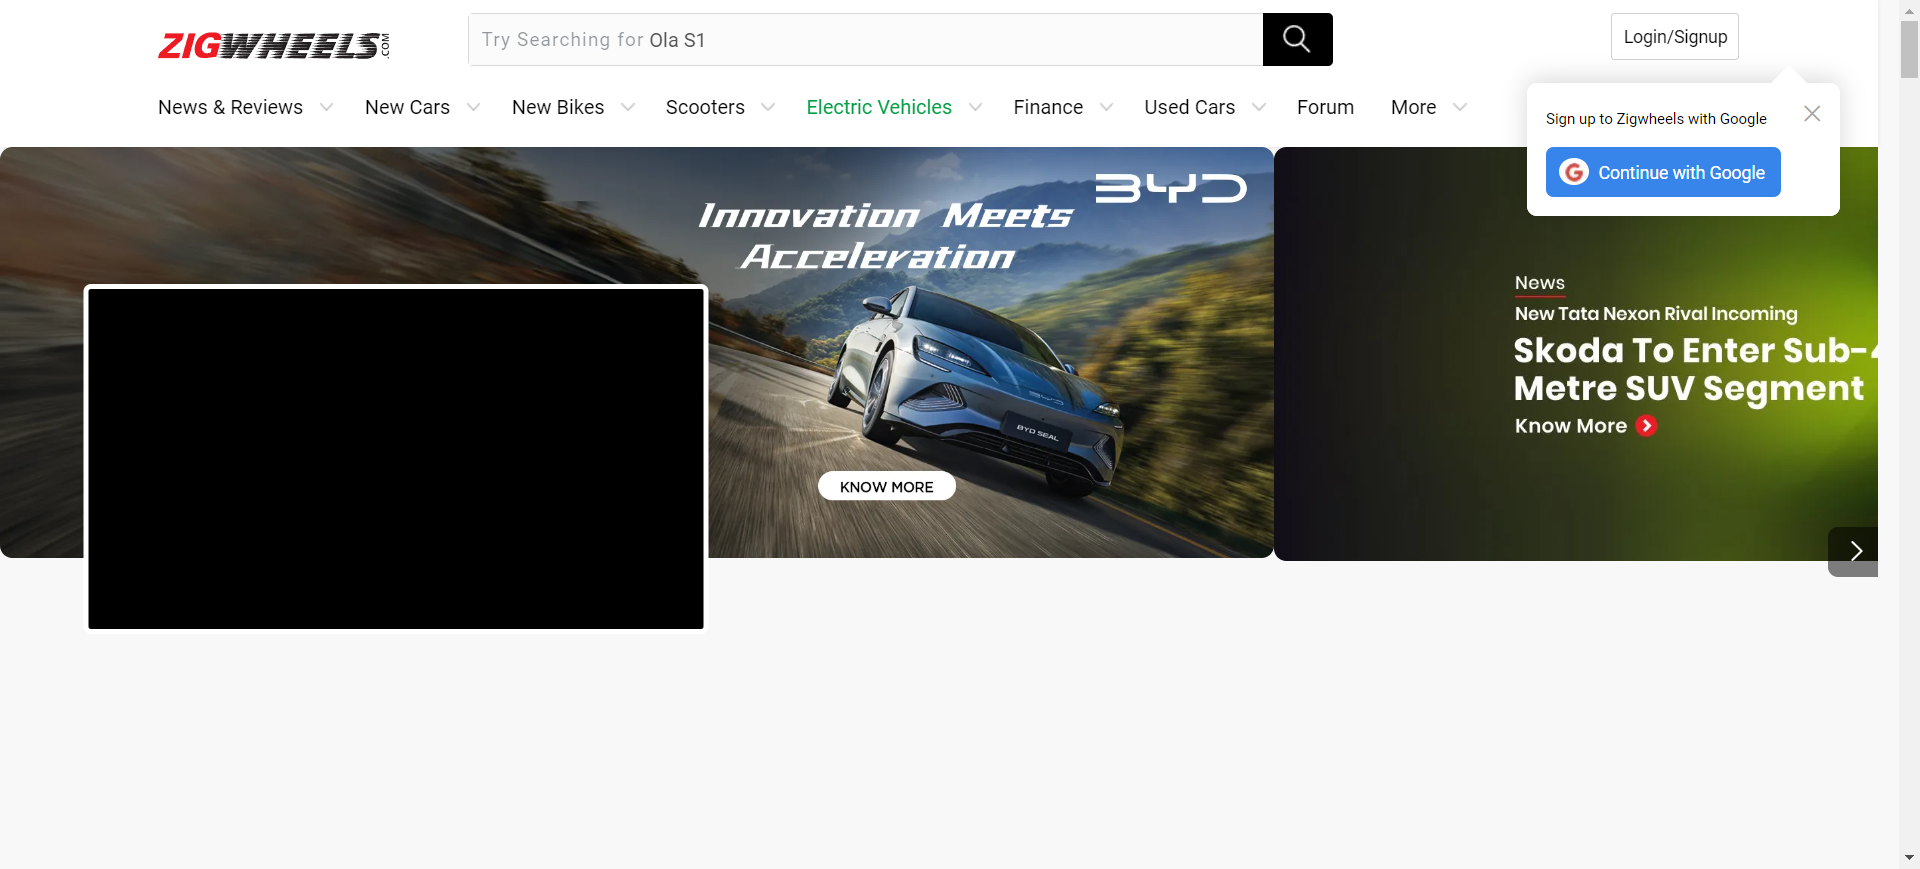 ZIGWHEELS.COM
Try Searching for Ola S1
Login/Signup
News & Reviews
New Cars
New Bikes
Scooters
Electric Vehicles
Finance
Used Cars
Forum
More
Sign up to Zigwheels with Google
Continue with Google
BYD
Innovation Meets
Acceleration
BYD
BYD SEAL
KNOW MORE
News
New Tata Nexon Rival Incoming
Skoda To Enter Sub-4
Metre SUV Segment
Know More